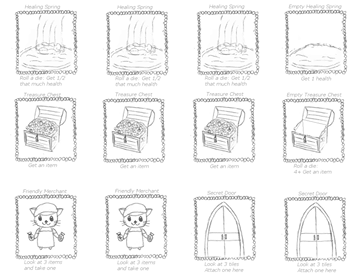 Healing Spring
Roll a die. Get 1/2
that much health
Healing Spring
Roll a die. Get 1/2
that much health
Healing Spring
Roll a die. Get 1/2
that much health
Empty Healing Spring
Get 1 health
Treasure Chest
Get an item
Treasure Chest
Get an item
Treasure Chest
Get an item
Empty Treasure Chest
Roll a die
4+ Get an item
Friendly Merchant
Look at 3 items
and take one
Friendly Merchant
Look at 3 items
and take one
Secret Door
Look at 3 tiles
Attach one here
Secret Door
Look at 3 tiles
Attach one here